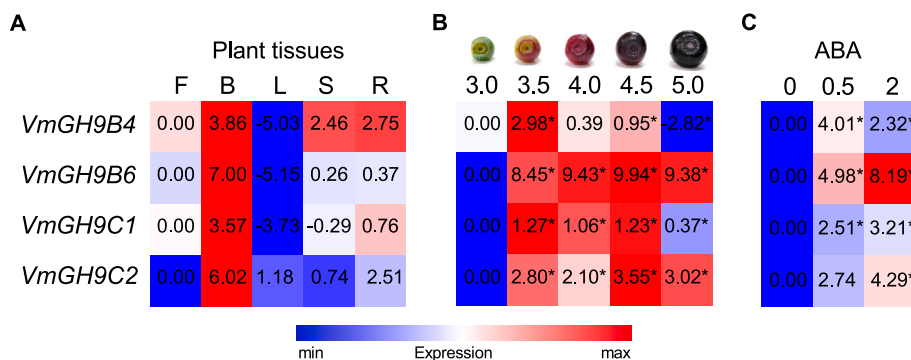 A B C
Plant tissues ABA
F B L S R 3.0 3.5 4.0 4.5 5.0 0 0.5 2
VmGH9B4 0.00 3.86 -5.03 2.46 2.75 0.00 2.98* 0.39 0.95* -2.82* 0.00 4.01* 2.32*
VmGH9B6 0.00 7.00 -5.15 0.26 0.37 0.00 8.45* 9.43* 9.94* 9.38* 0.00 4.98* 8.19*
VmGH9C1 0.00 3.57 -3.73 -0.29 0.76 0.00 1.27* 1.06* 1.23* 0.37* 0.00 2.51* 3.21*
VmGH9C2 0.00 6.02 1.18 0.74 2.51 0.00 2.80* 2.10* 3.55* 3.02* 0.00 2.74 4.29*
min Expression max